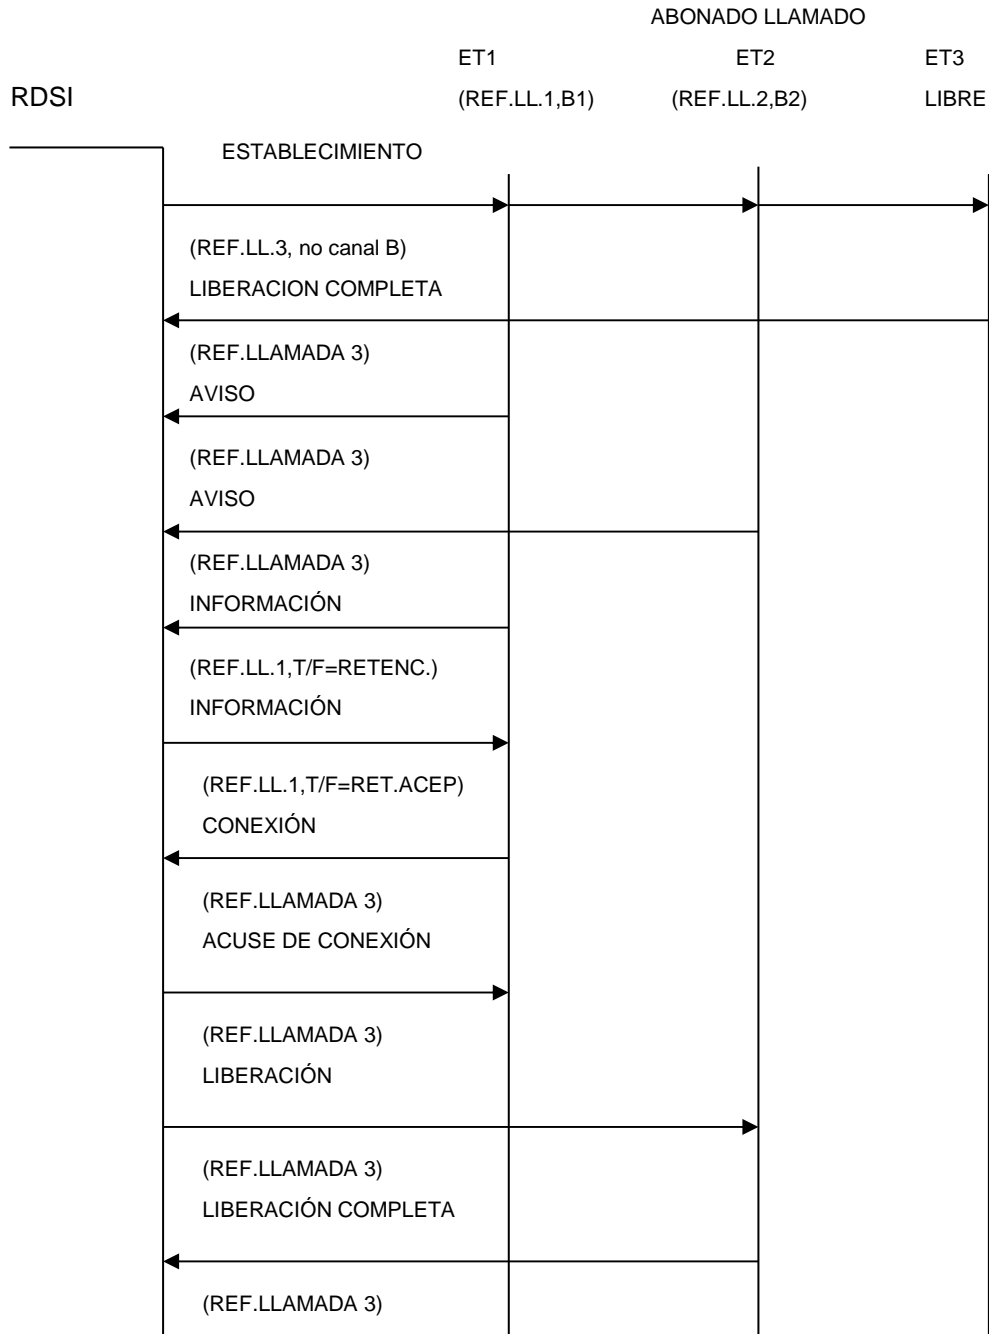 ABONADO LLAMADO
ET1 ET2 ET3
RDSI (REF.LL.1,B1) (REF.LL.2,B2) LIBRE
ESTABLECIMIENTO
(REF.LL.3, no canal B)
LIBERACION COMPLETA
(REF.LLAMADA 3)
AVISO
(REF.LLAMADA 3)
AVISO
(REF.LLAMADA 3)
INFORMACIÓN
(REF.LL.1,T/F=RETENC.)
INFORMACIÓN
(REF.LL.1,T/F=RET.ACEP)
CONEXIÓN
(REF.LLAMADA 3)
ACUSE DE CONEXIÓN
(REF.LLAMADA 3)
LIBERACIÓN
(REF.LLAMADA 3)
LIBERACIÓN COMPLETA
(REF.LLAMADA 3)